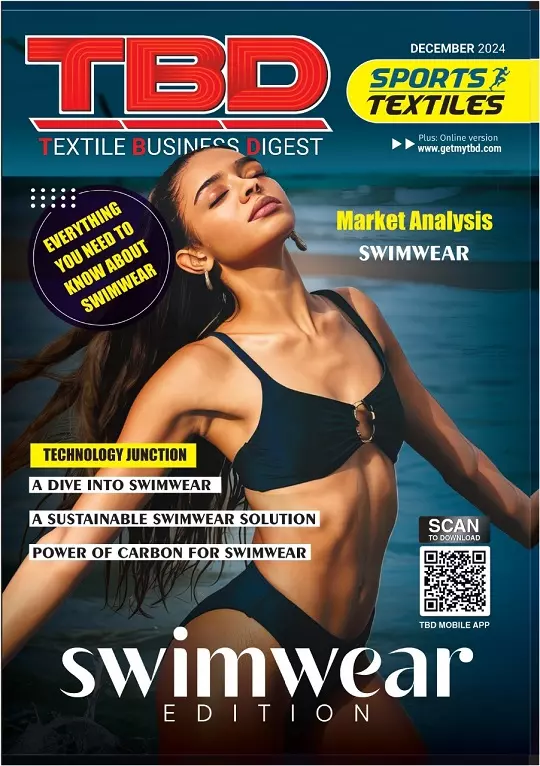 TBD
TEXTILE BUSINESS DIGEST
DECEMBER 2024
SPORTS
TEXTILES
Plus: Online version
www.getmytbd.com
EVERYTHING
YOU NEED TO
KNOW ABOUT
SWIMWEAR
Market Analysis
SWIMWEAR
TECHNOLOGY JUNCTION
A DIVE INTO SWIMWEAR
A SUSTAINABLE SWIMWEAR SOLUTION
POWER OF CARBON FOR SWIMWEAR
SCAN
TO DOWNLOAD
TBD MOBILE APP
swimwear
EDITION